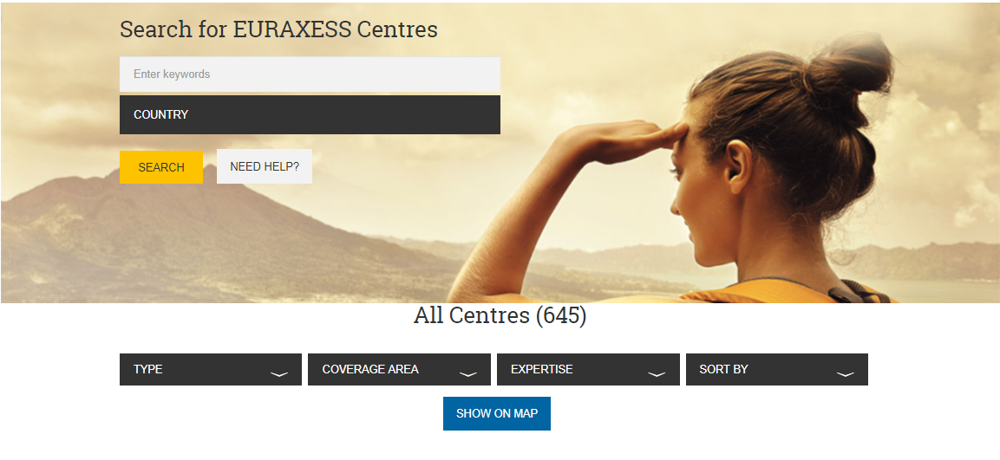 Search for EURAXESS Centres
Enter keywords
COUNTRY
SEARCH NEED HELP?
All Centres (645)
TYPE COVERAGE AREA EXPERTISE SORT BY
SHOW ON MAP